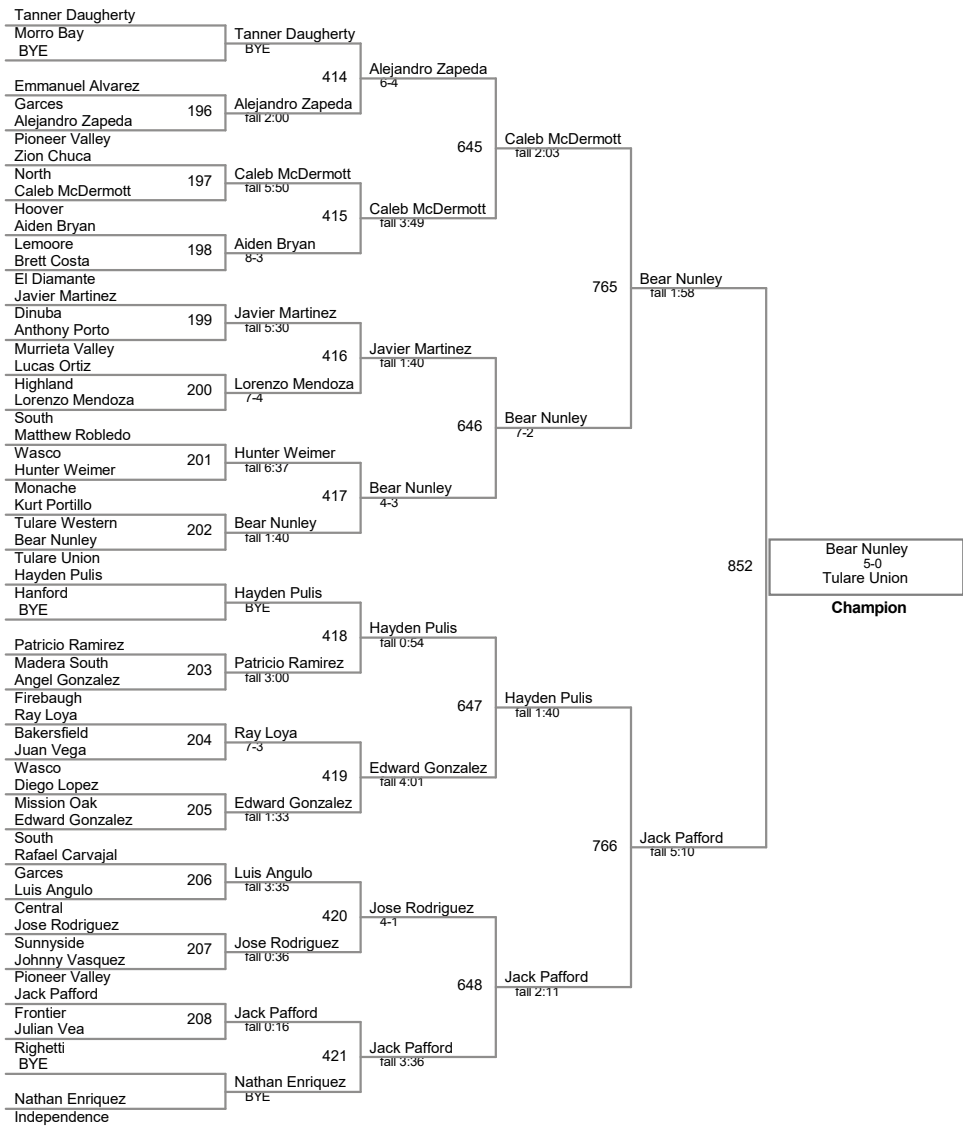 Tanner Daugherty
Morro Bay
BYE
Emmanuel Alvarez
Garces
Alejandro Zapeda
Pioneer Valley
Zion Chuca
North
Caleb McDermott
Hoover
Aiden Bryan
Lemoore
Brett Costa
El Diamante
Javier Martinez
Dinuba
Anthony Porto
Murrieta Valley
Lucas Ortiz
Highland
Lorenzo Mendoza
South
Matthew Robledo
Wasco
Hunter Weimer
Monache
Kurt Portillo
Tulare Western
Bear Nunley
Tulare Union
Hayden Pulis
Hanford
BYE
Patricio Ramirez
Madera South
Angel Gonzalez
Firebaugh
Ray Loya
Bakersfield
Juan Vega
Wasco
Diego Lopez
Mission Oak
Edward Gonzalez
South
Rafael Carvajal
Garces
Luis Angulo
Central
Jose Rodriguez
Sunnyside
Johnny Vasquez
Pioneer Valley
Jack Pafford
Frontier
Julian Vea
Righetti
BYE
Nathan Enriquez
Independence
196
197
198
199
200
201
202
203
204
205
206
207
208
Tanner Daugherty
BYE
Alejandro Zapeda
fall 2:00
Caleb McDermott
fall 5:50
Aiden Bryan
8-3
Javier Martinez
fall 5:30
Lorenzo Mendoza
7-4
Hunter Weimer
fall 6:37
Bear Nunley
fall 1:40
Hayden Pulis
BYE
Patricio Ramirez
fall 3:00
Ray Loya
7-3
Edward Gonzalez
fall 1:33
Luis Angulo
fall 3:35
Jose Rodriguez
fall 0:36
Jack Pafford
fall 0:16
Nathan Enriquez
BYE
414
415
416
417
418
419
420
421
Alejandro Zapeda
6-4
Caleb McDermott
fall 3:49
Javier Martinez
fall 1:40
Bear Nunley
4-3
Hayden Pulis
fall 0:54
Edward Gonzalez
fall 4:01
Jose Rodriguez
4-1
Jack Pafford
fall 3:36
645
646
647
648
Caleb McDermott
fall 2:03
Bear Nunley
7-2
Hayden Pulis
fall 1:40
Jack Pafford
fall 2:11
765
766
Bear Nunley
fall 1:58
Jack Pafford
fall 5:10
852
Bear Nunley
5-0
Tulare Union
Champion